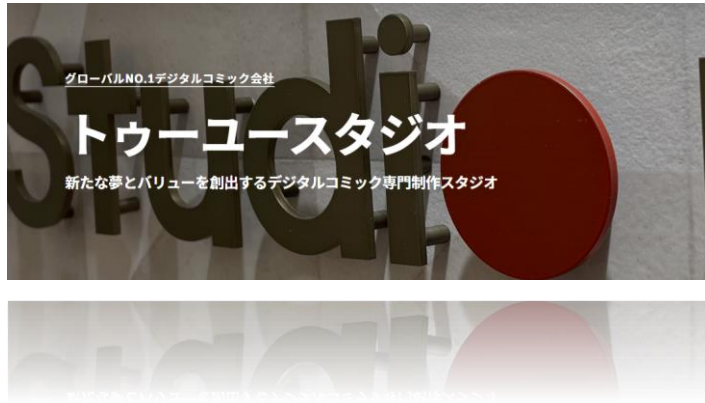 グローバルNO.1デジタルコミック会社
トゥーユースタジオ
新たな夢とバリューを創出するデジタルコミック専門制作スタジオ
studi